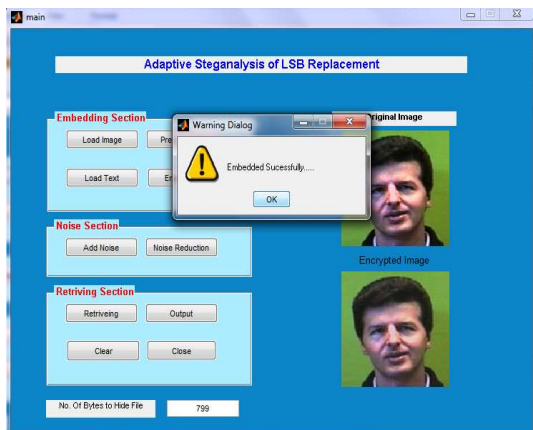 main
Adaptive Steganalysis of LSB Replacement
Embedding Section
Load Image
Pre
Load Text
Warning Dialog
Embedded Sucessfully.....
OK
riginal Image
Encrypted Image
Noise Section
Add Noise
Noise Reduction
Retriving Section
Retriveing
Output
Clear
Close
No. Of Bytes to Hide File
799